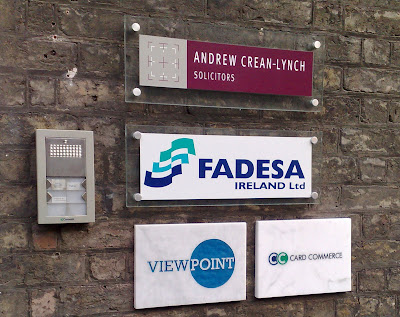 ANDREW CREAN-LYNCH
SOLICITORS
FADESA
IRELAND Ltd
VIEWPOINT
CC CARD COMMERCE